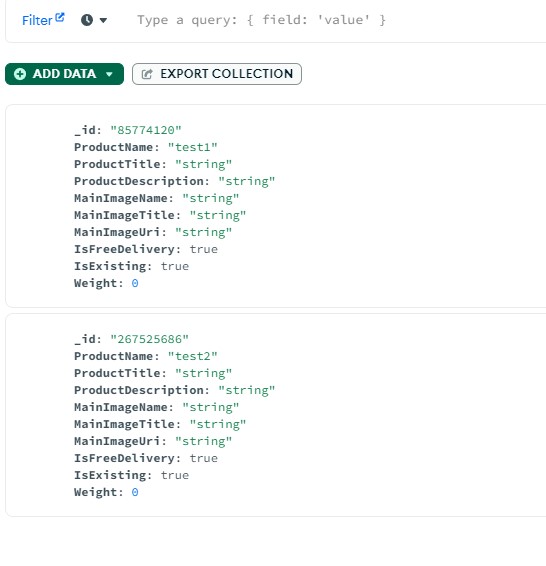 Filter
Type a query: { field: 'value' }
ADD DATA
EXPORT COLLECTION
_id: "85774120"
ProductName: "test1"
ProductTitle: "string"
ProductDescription: "string"
MainImageName: "string"
MainImageTitle: "string"
MainImageUri: "string"
IsFreeDelivery: true
IsExisting: true
Weight: 0
_id: "267525686"
ProductName: "test2"
ProductTitle: "string"
ProductDescription: "string"
MainImageName: "string"
MainImageTitle: "string"
MainImageUri: "string"
IsFreeDelivery: true
IsExisting: true
Weight: 0